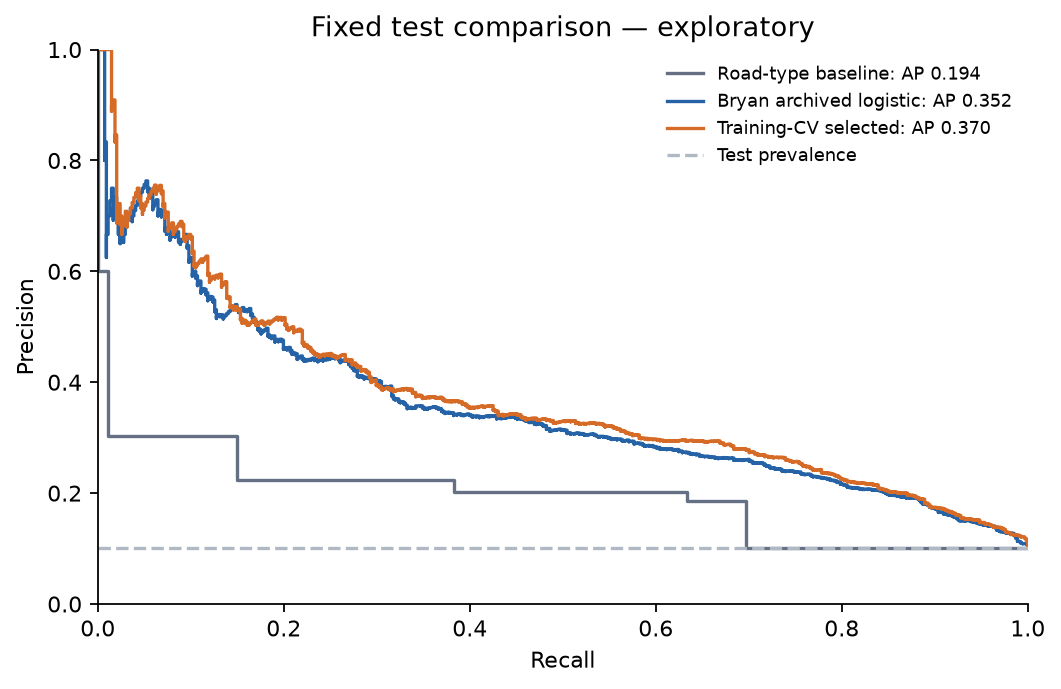 Fixed test comparison — exploratory
Road-type baseline: AP 0.194
Bryan archived logistic: AP 0.352
Training-CV selected: AP 0.370
Test prevalence
Precision
1.0
0.8
0.6
0.4
0.2
0.0
0.0 0.2 0.4 0.6 0.8 1.0
Recall